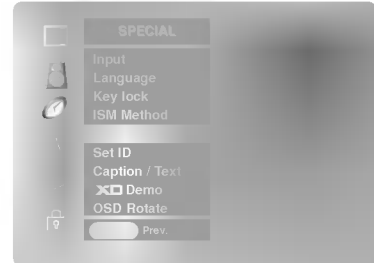 SPECIAL
Input
Language
Key lock
ISM Method
Set ID
Caption / Text
XD Demo
OSD Rotate
Prev.